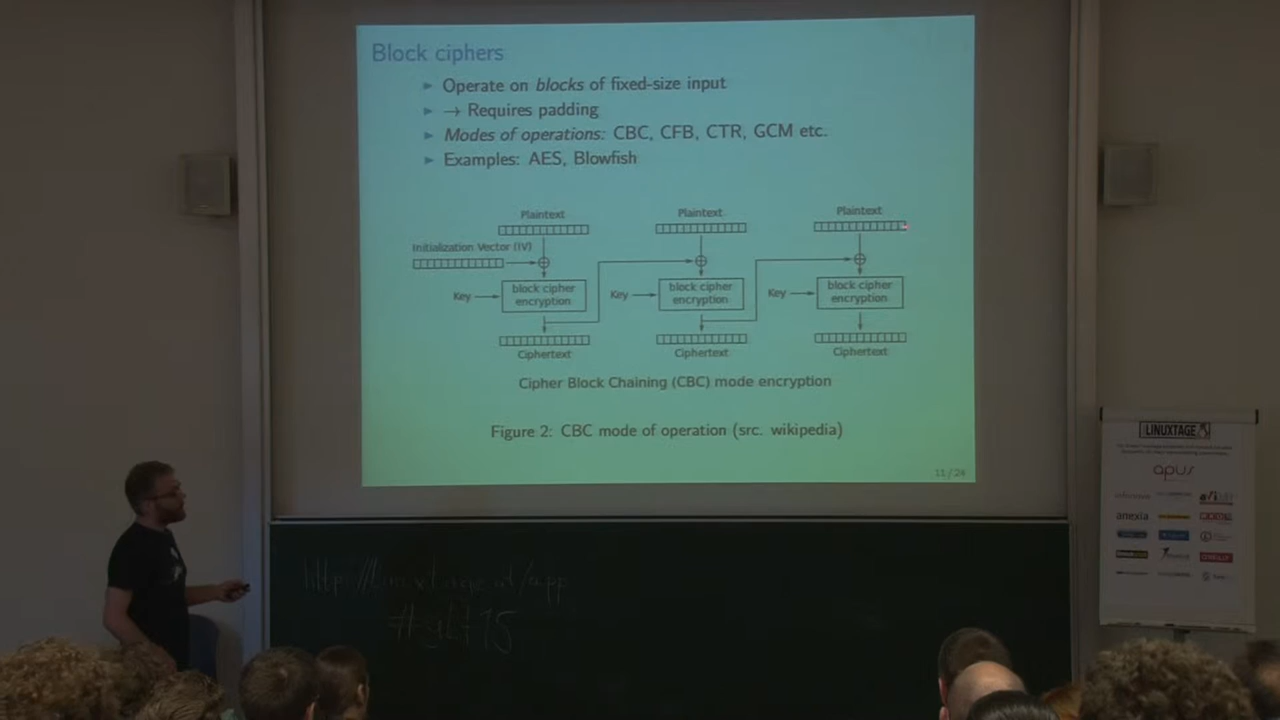 Block ciphers
► Operate on blocks of fixed-size input
► → Requires padding
► Modes of operations: CBC, CFB, CTR, GCM etc.
► Examples: AES, Blowfish
Plaintext Plaintext Plaintext
Initialization Vector (IV)
Key block cipher encryption Key block cipher encryption Key block cipher encryption
Ciphertext Ciphertext Ciphertext
Cipher Block Chaining (CBC) mode encryption
Figure 2: CBC mode of operation (src. wikipedia)
11 / 24
#glt15
LINUXTAGE
apus
anexia